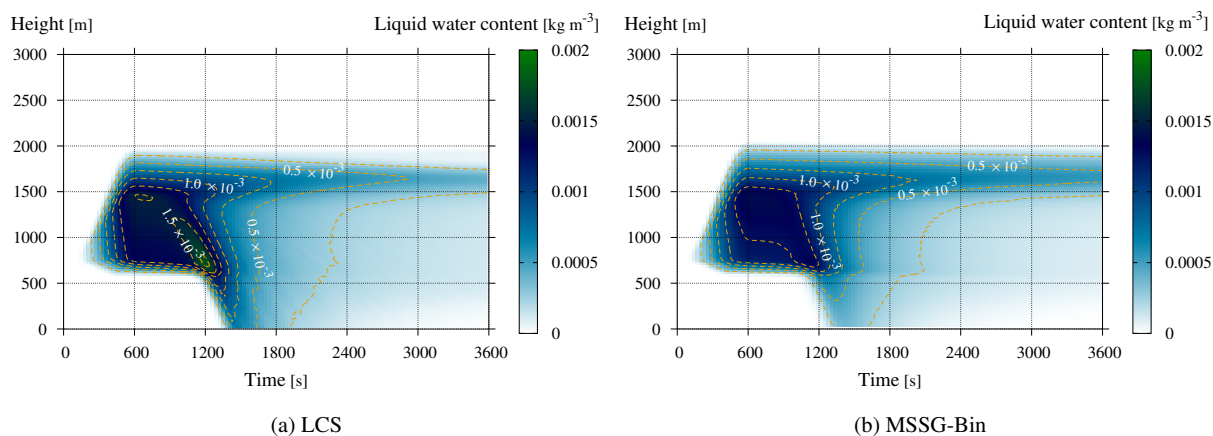 Height [m]
Liquid water content [kg m⁻³]
3000
2500
2000
1500
1000
500
0
0 600 1200 1800 2400 3000 3600
Time [s]
0.002
0.0015
0.001
0.0005
0
0.5 × 10⁻³
1.0 × 10⁻³
1.5 × 10⁻³
0.5 × 10⁻³
(a) LCS
Height [m]
Liquid water content [kg m⁻³]
3000
2500
2000
1500
1000
500
0
0 600 1200 1800 2400 3000 3600
Time [s]
0.002
0.0015
0.001
0.0005
0
0.5 × 10⁻³
1.0 × 10⁻³
0.5 × 10⁻³
1.0 × 10⁻³
(b) MSSG-Bin